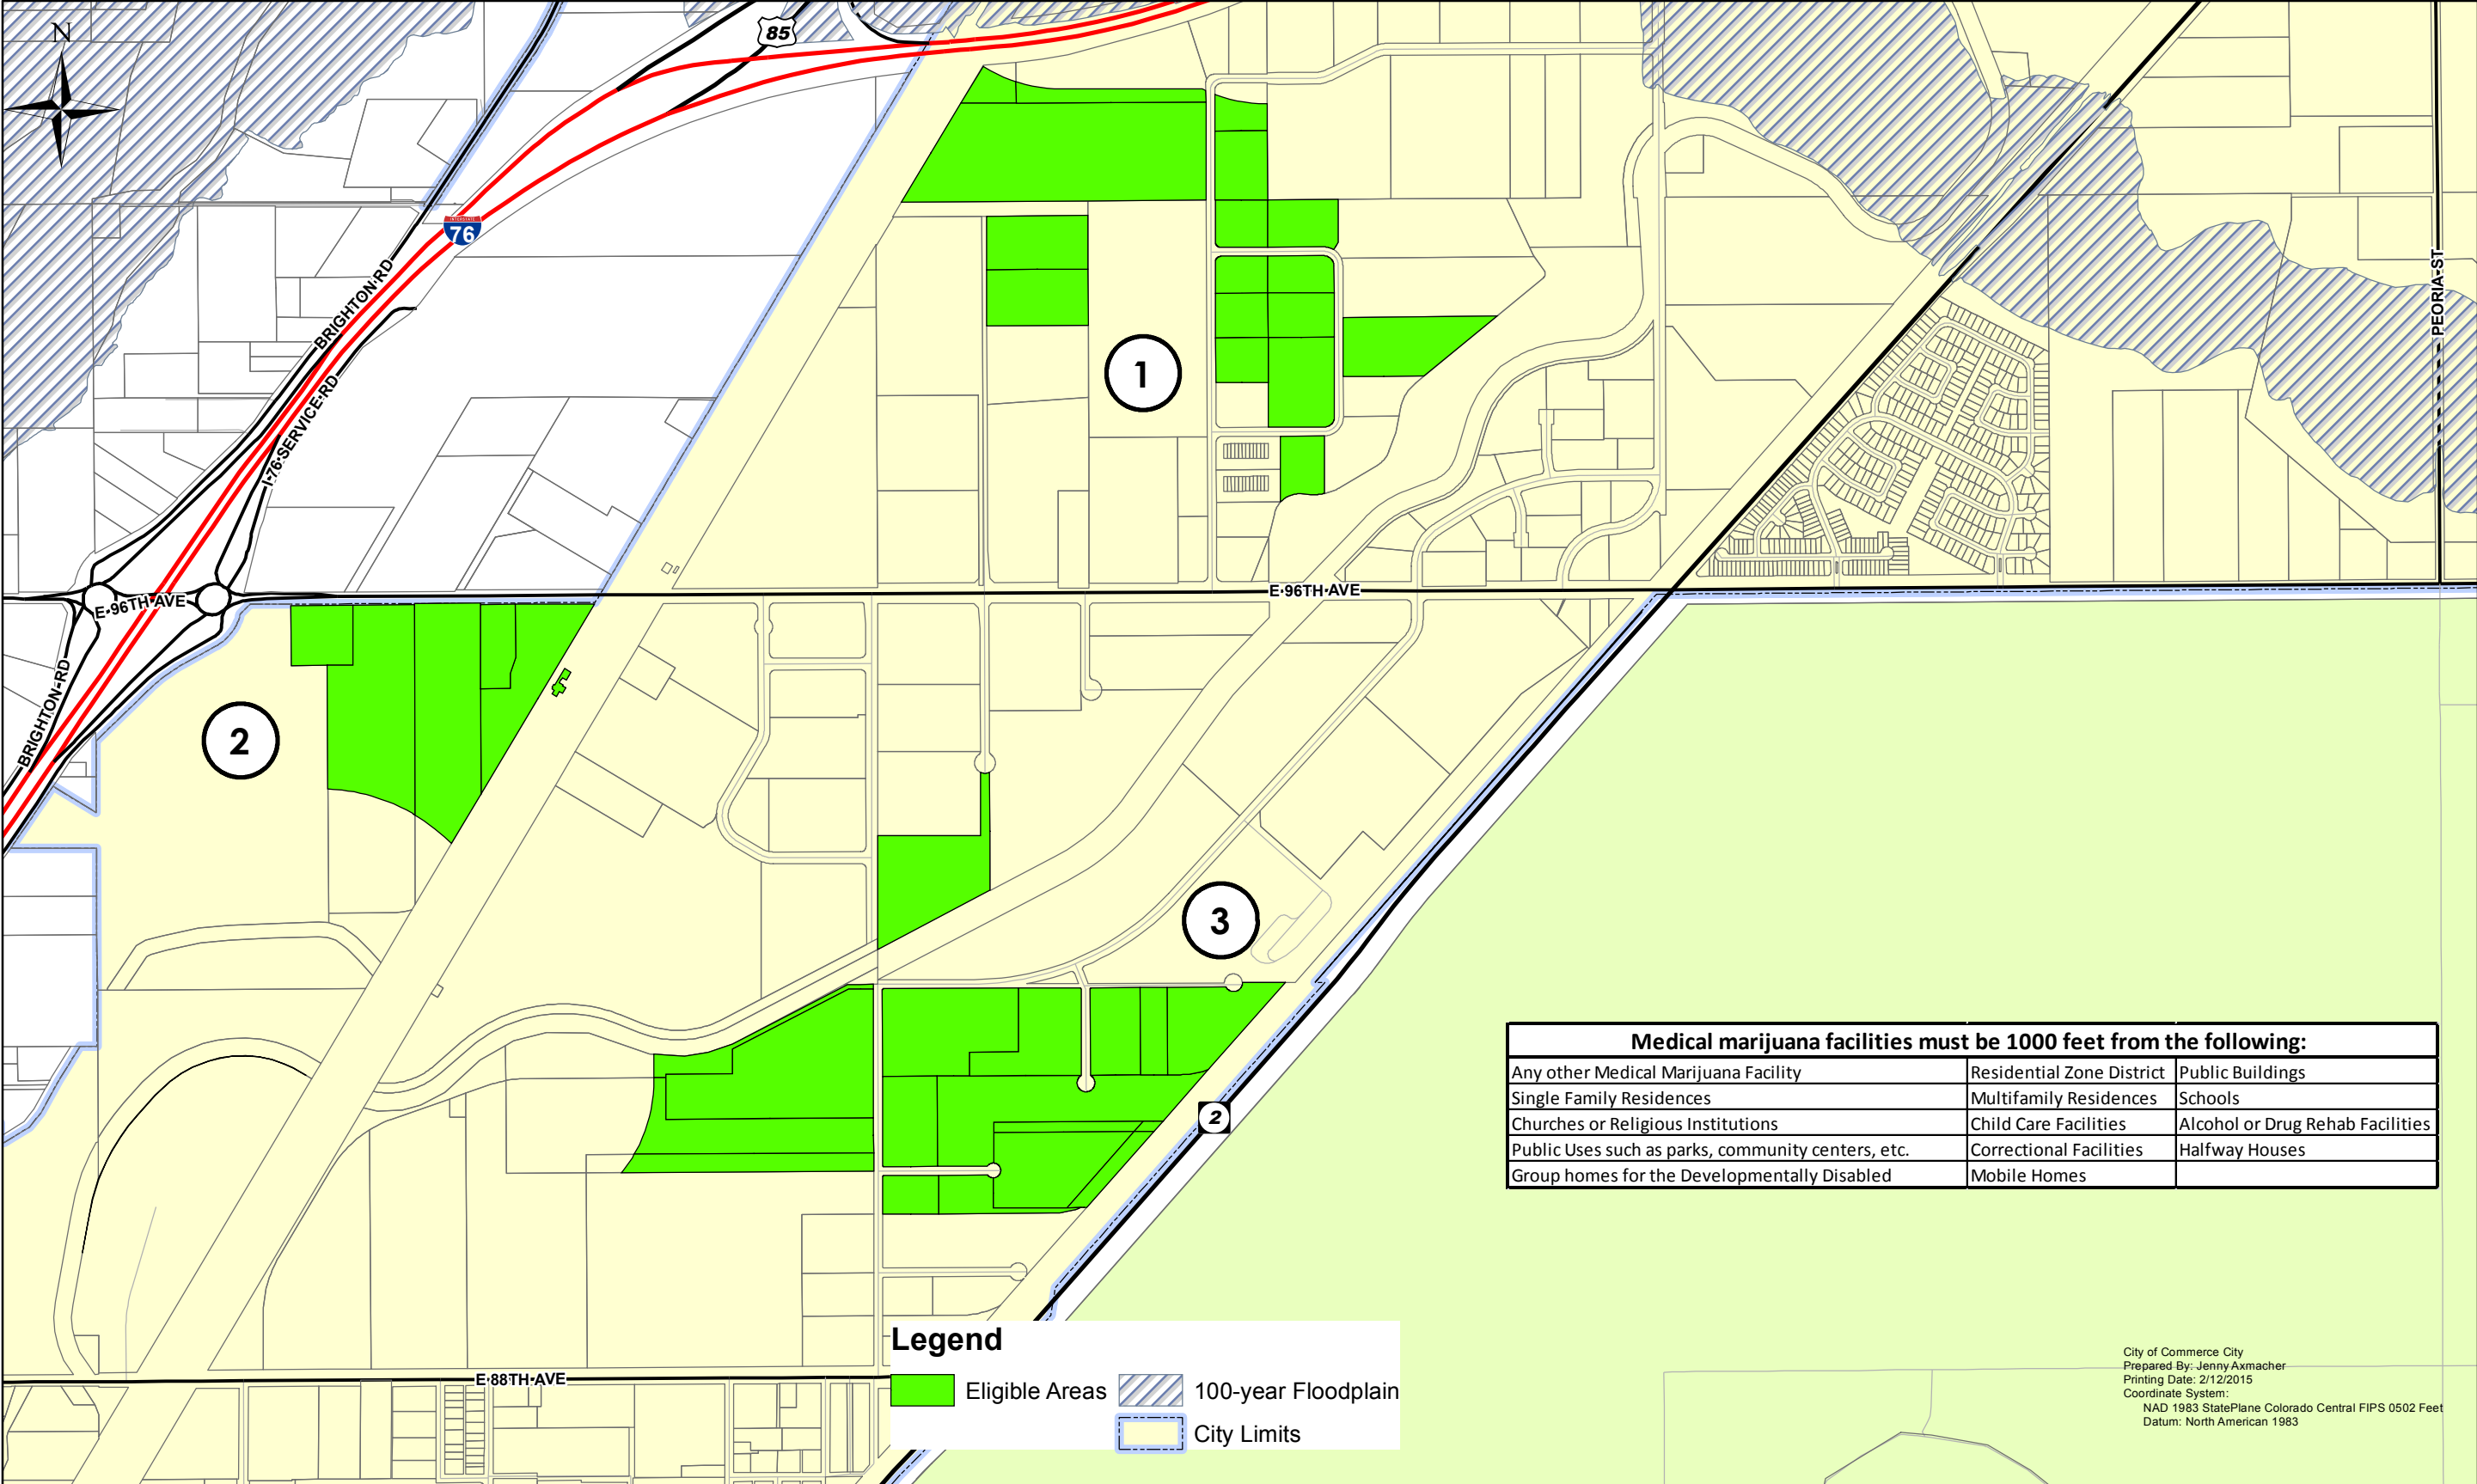 N
85
INTERSTATE
76
BRIGHTON RD
I-76 SERVICE RD
PEORIA ST
1
E 96TH AVE
E 96TH AVE
BRIGHTON RD
2
3
2
Medical marijuana facilities must be 1000 feet from the following:
Any other Medical Marijuana Facility Residential Zone District Public Buildings
Single Family Residences Multifamily Residences Schools
Churches or Religious Institutions Child Care Facilities Alcohol or Drug Rehab Facilities
Public Uses such as parks, community centers, etc. Correctional Facilities Halfway Houses
Group homes for the Developmentally Disabled Mobile Homes
E 88TH AVE
Legend
Eligible Areas 100-year Floodplain
City Limits
City of Commerce City
Prepared By: Jenny Axmacher
Printing Date: 2/12/2015
Coordinate System:
NAD 1983 StatePlane Colorado Central FIPS 0502 Feet
Datum: North American 1983